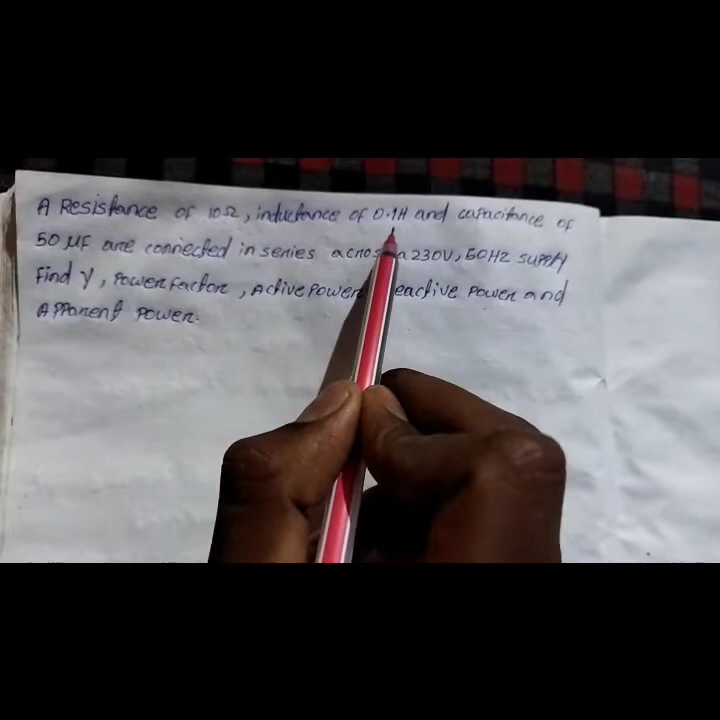 A Resistance of 10Ω, inductance of 0.1H and capacitance of
50 μF are connected in series across a 230V, 50HZ supply
Find Y, Power factor, Active power eactive power and
Apparent power.